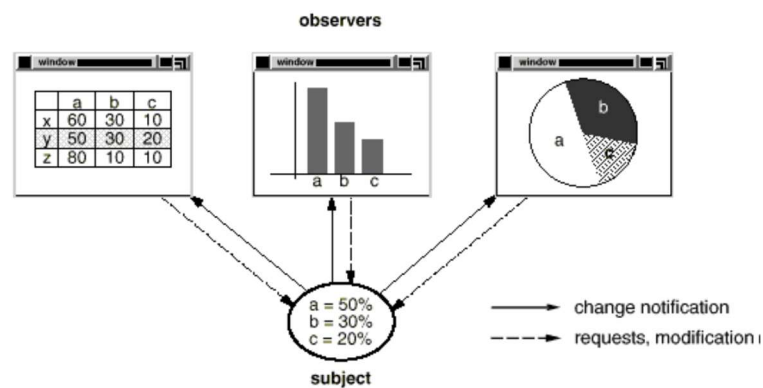 observers
window
a b c
x 60 30 10
y 50 30 20
z 80 10 10
window
a b c
window
b
a
c
a = 50%
b = 30%
c = 20%
subject
change notification
requests, modification